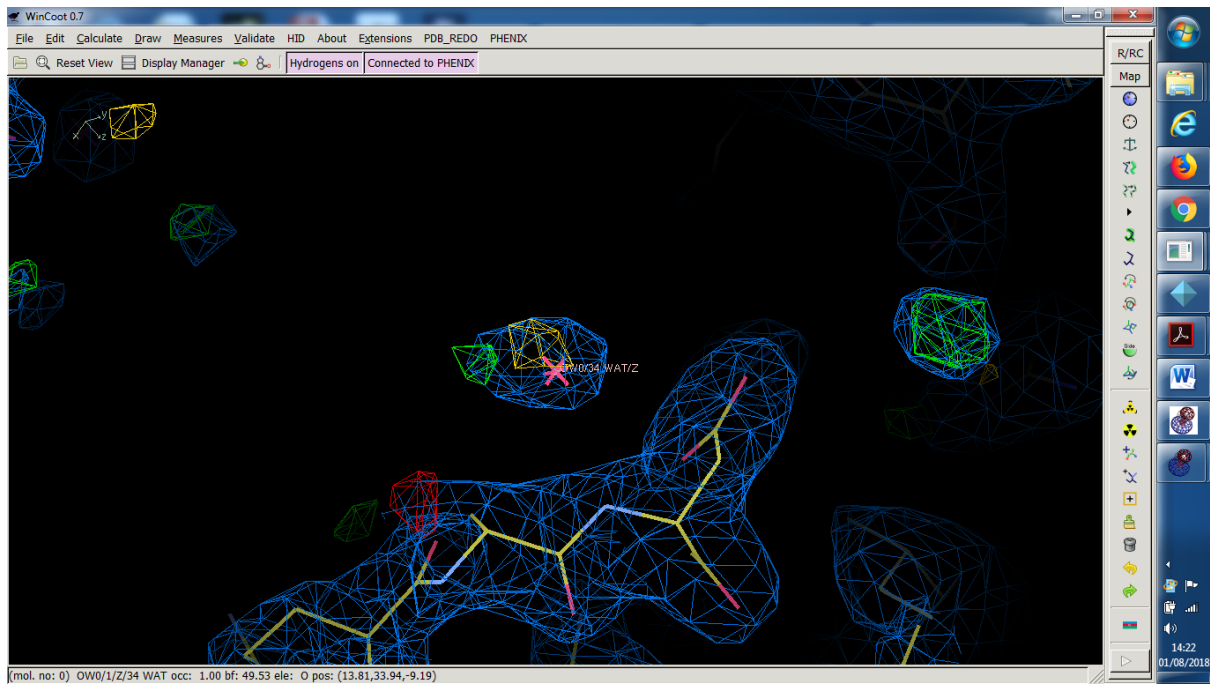 WinCoot 0.7
File Edit Calculate Draw Measures Validate HID About Extensions PDB_REDO PHENIX
Reset View Display Manager Hydrogens on Connected to PHENIX
R/RC
Map
y
x
z
OW0/34 WAT/Z
Side
W
14:22
01/08/2018
(mol. no: 0) OW0/1/Z/34 WAT occ: 1.00 bf: 49.53 ele: O pos: (13.81,33.94,-9.19)